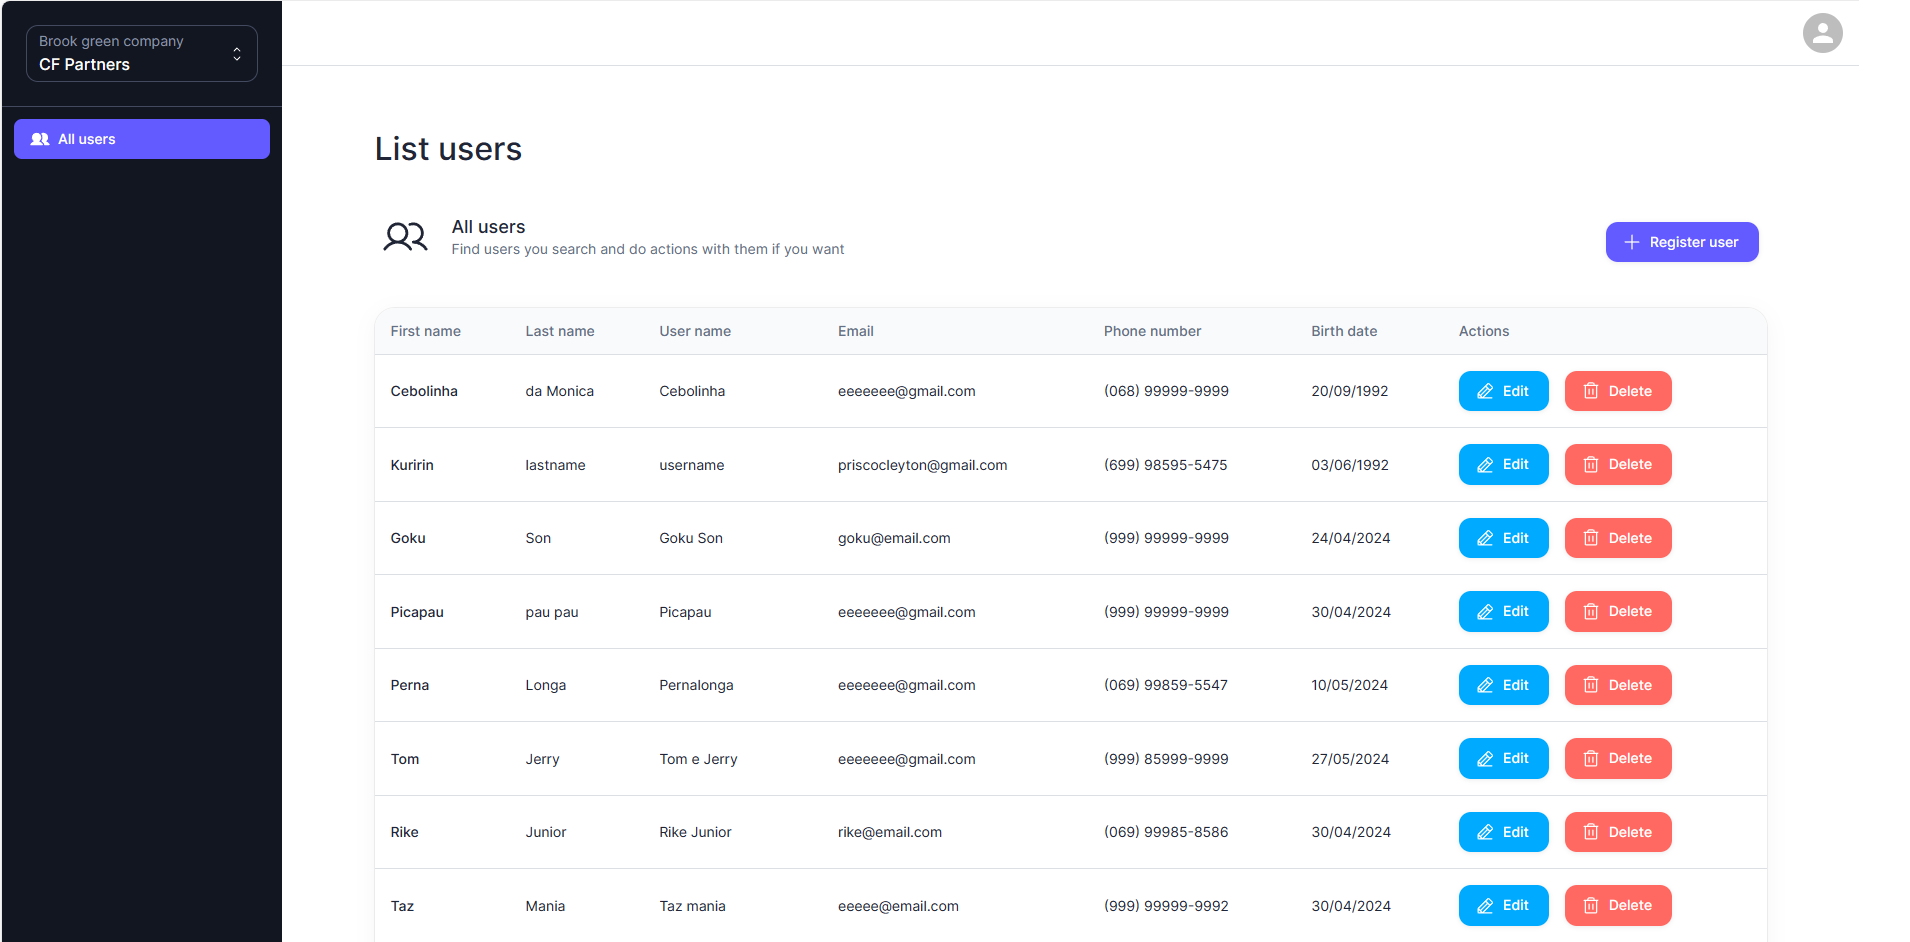 Brook green company
CF Partners
All users
List users
All users
Find users you search and do actions with them if you want
Register user
First name Last name User name Email Phone number Birth date Actions
Cebolinha da Monica Cebolinha eeeeeee@gmail.com (068) 99999-9999 20/09/1992 Edit Delete
Kuririn lastname username priscocleyton@gmail.com (699) 98595-5475 03/06/1992 Edit Delete
Goku Son Goku Son goku@email.com (999) 99999-9999 24/04/2024 Edit Delete
Picapau pau pau Picapau eeeeeee@gmail.com (999) 99999-9999 30/04/2024 Edit Delete
Perna Longa Pernalonga eeeeeee@gmail.com (069) 99859-5547 10/05/2024 Edit Delete
Tom Jerry Tom e Jerry eeeeeee@gmail.com (999) 85999-9999 27/05/2024 Edit Delete
Rike Junior Rike Junior rike@email.com (069) 99985-8586 30/04/2024 Edit Delete
Taz Mania Taz mania eeeee@email.com (999) 99999-9992 30/04/2024 Edit Delete